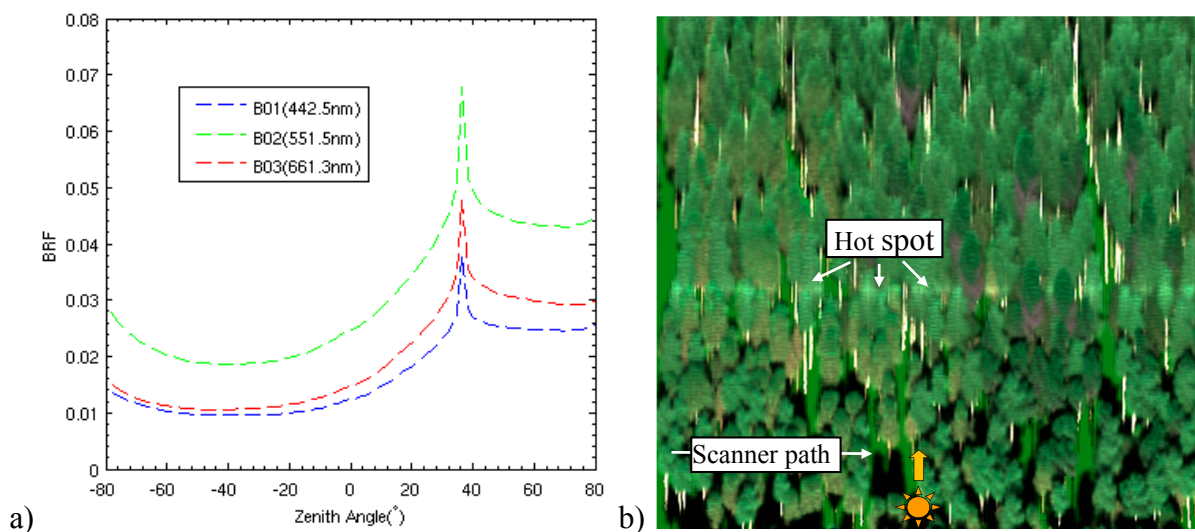 0.08
0.07
0.06
0.05
0.04
0.03
0.02
0.01
0
BRF
B01(442.5nm)
B02(551.5nm)
B03(661.3nm)
-80 -60 -40 -20 0 20 40 60 80
Zenith Angle(°)
a)
Hot spot
Scanner path
b)